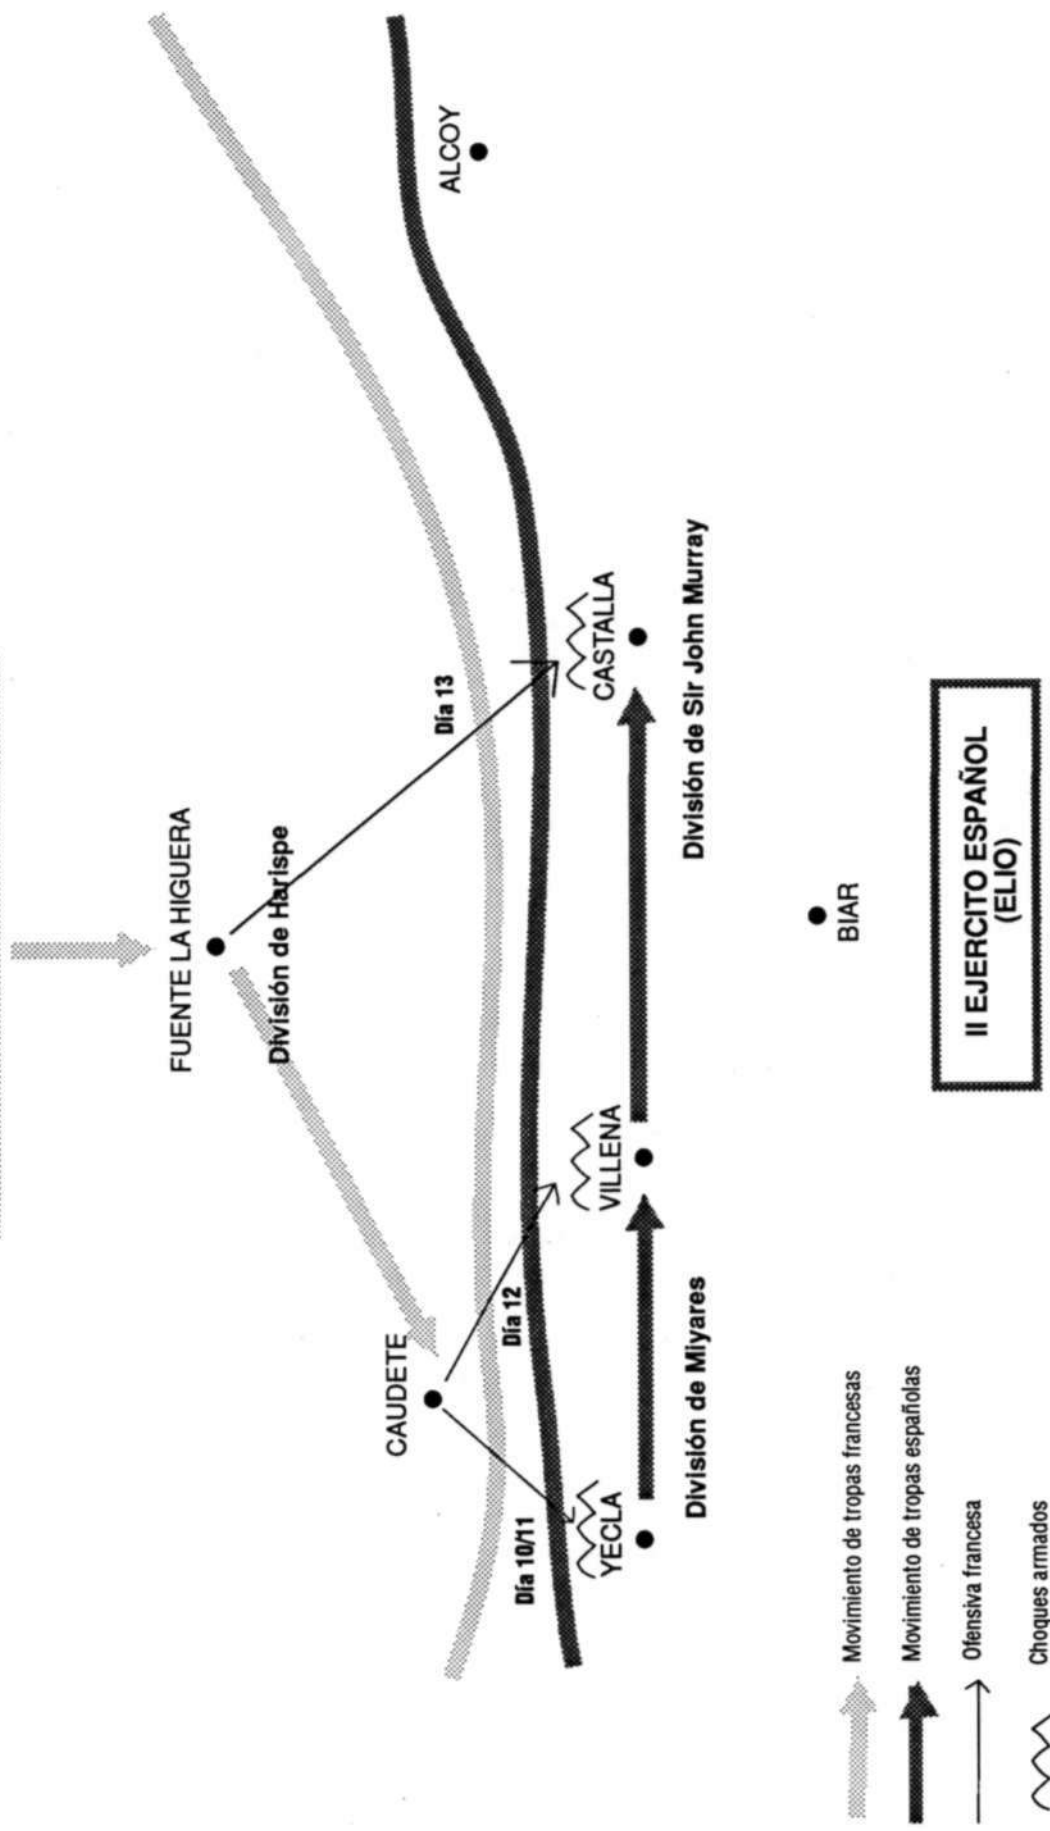 FUENTE LA HIGUERA
División de Harispe
CAUDETE
Día 13
ALCOY
Día 12
Día 10/11
YECLA
VILLENA
CASTALLA
División de Miyares
División de Sir John Murray
BIAR
II EJERCITO ESPAÑOL
(ELIO)
Movimiento de tropas francesas
Movimiento de tropas españolas
Ofensiva francesa
Choques armados